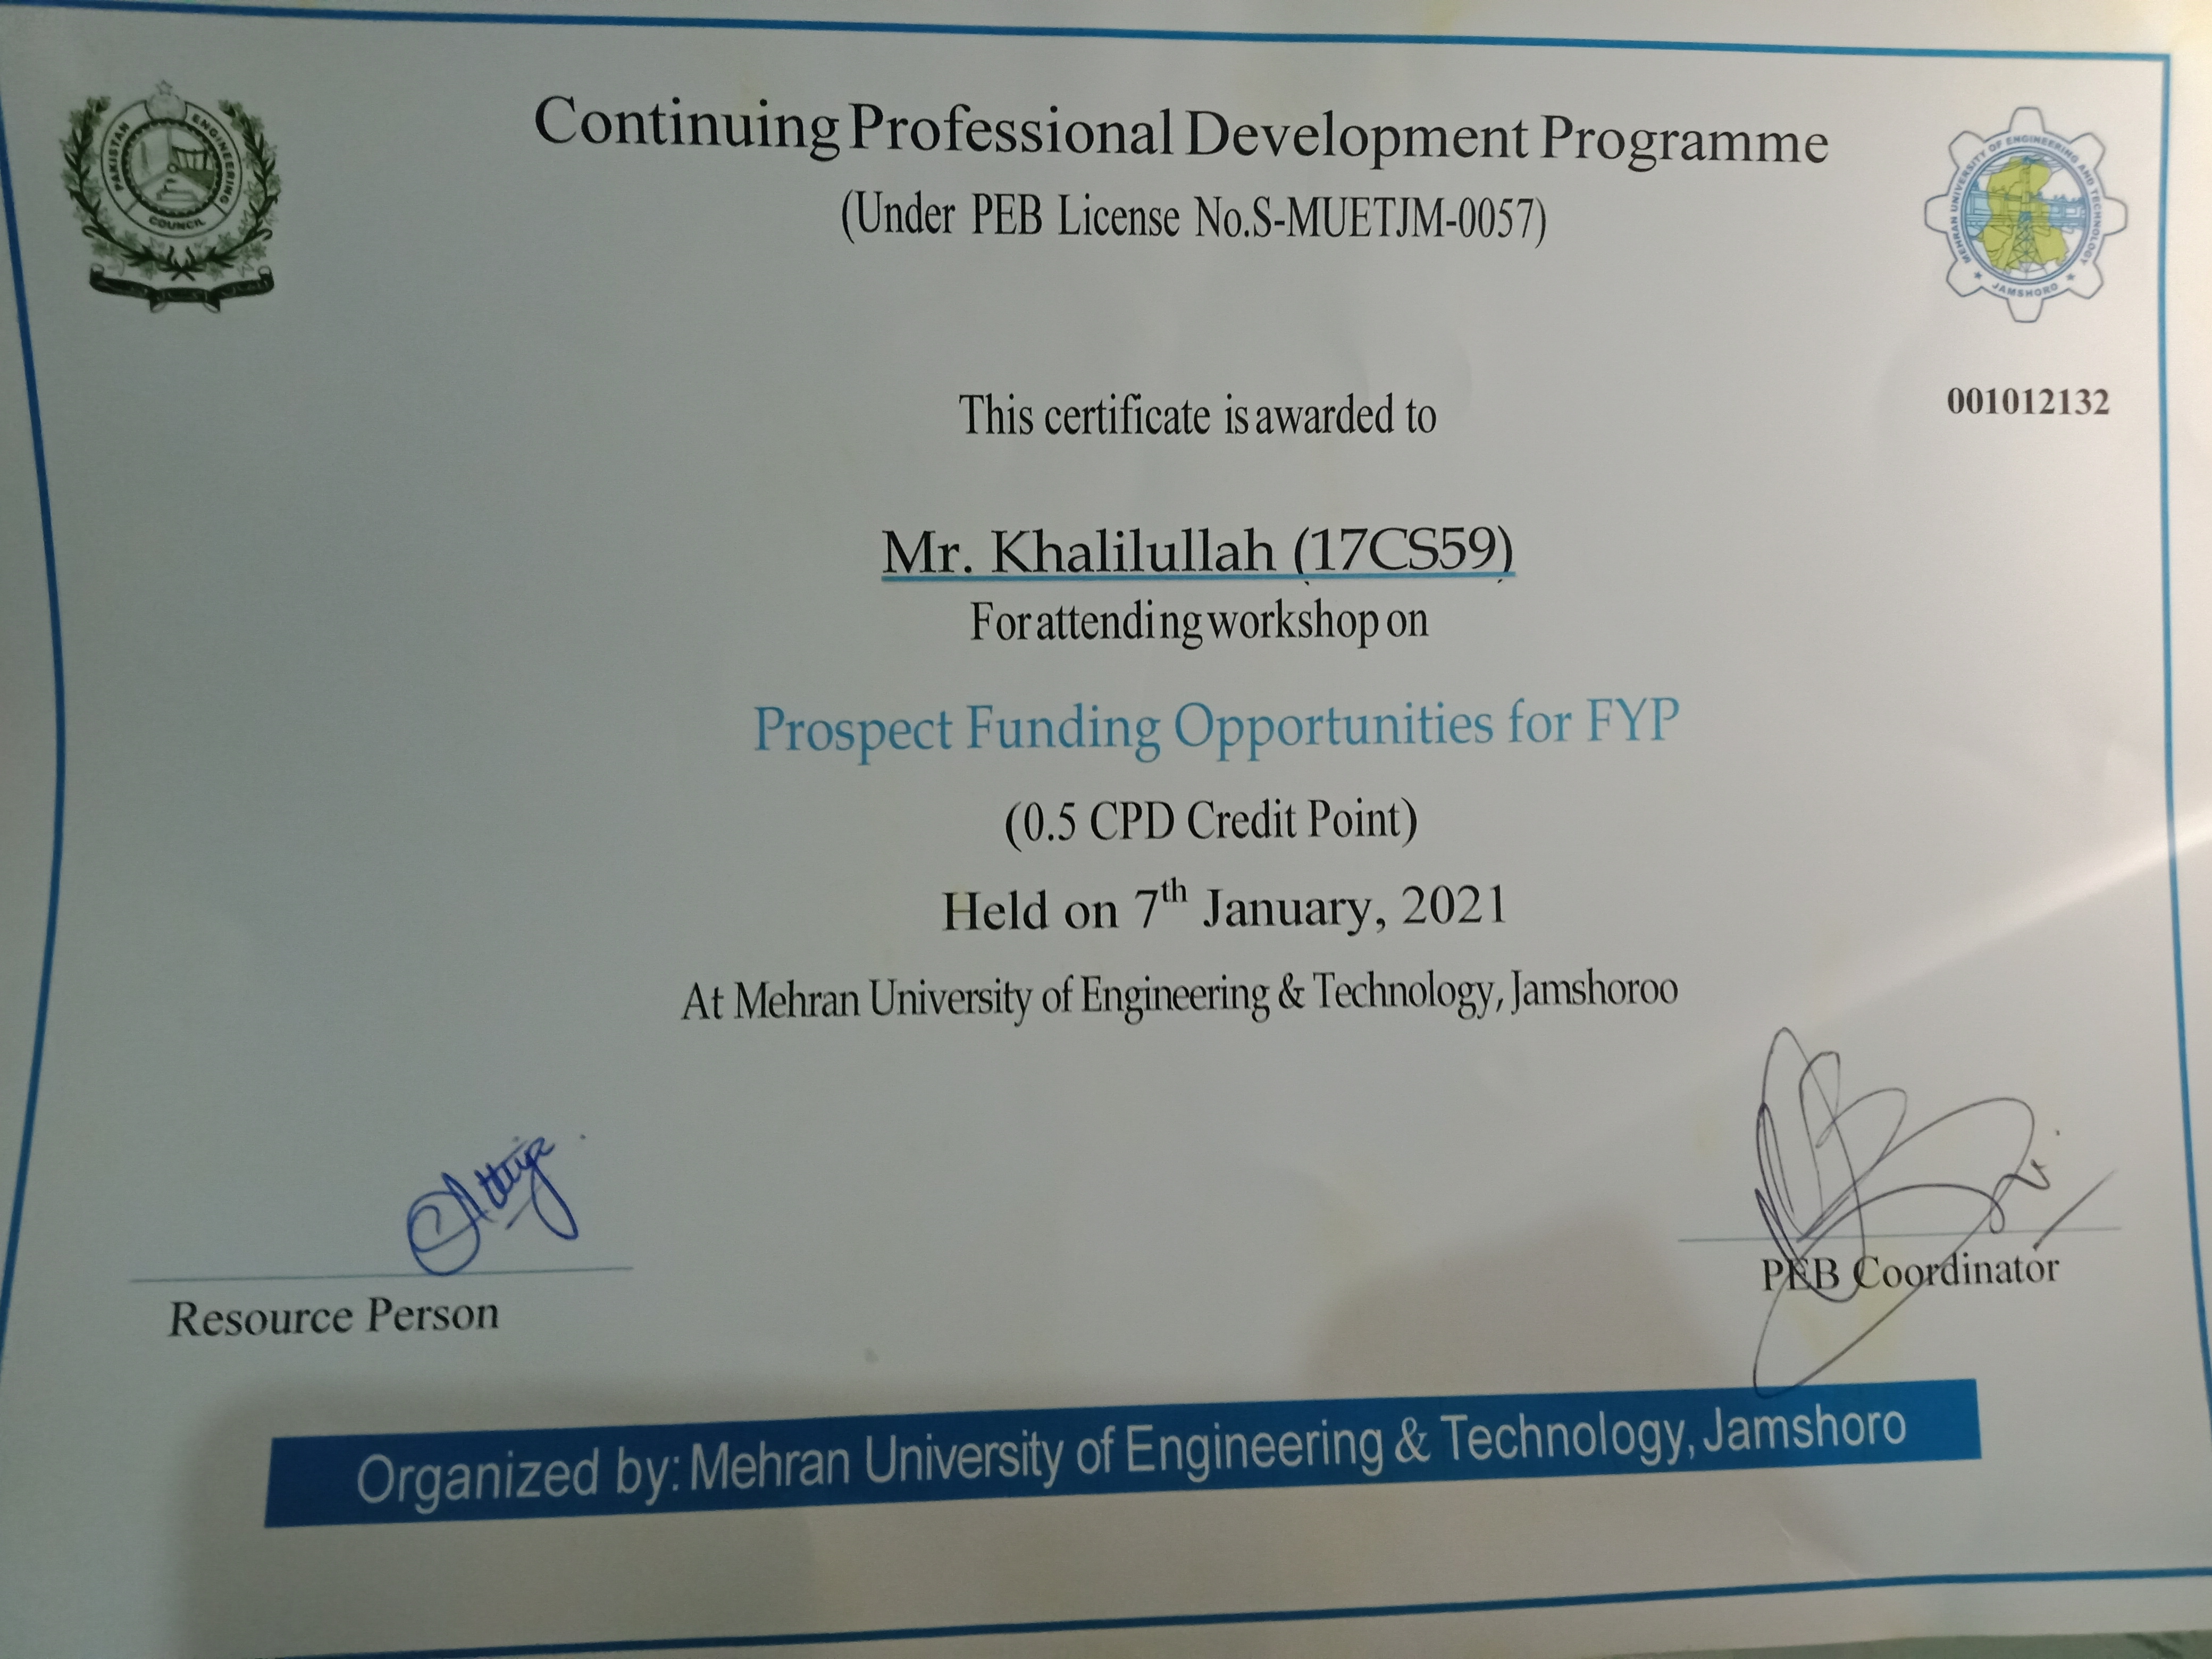 PAKISTAN ENGINEERING COUNCIL
Continuing Professional Development Programme
(Under PEB License No.S-MUETJM-0057)
MEHRAN UNIVERSITY OF ENGINEERING AND TECHNOLOGY
JAMSHORO
001012132
This certificate is awarded to
Mr. Khalilullah (17CS59)
For attending workshop on
Prospect Funding Opportunities for FYP
(0.5 CPD Credit Point)
Held on 7th January, 2021
At Mehran University of Engineering & Technology, Jamshoroo
Resource Person
PEB Coordinator
Organized by: Mehran University of Engineering & Technology, Jamshoro